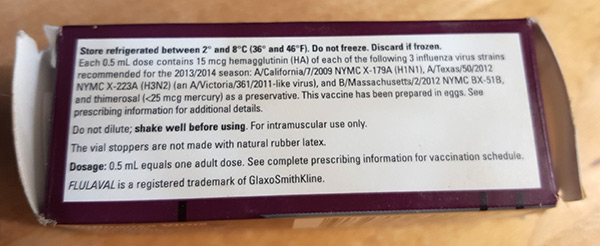 Store refrigerated between 2° and 8°C (36° and 46°F). Do not freeze. Discard if frozen.
Each 0.5 mL dose contains 15 mcg hemagglutinin (HA) of each of the following 3 influenza virus strains
recommended for the 2013/2014 season: A/California/7/2009 NYMC X-179A (H1N1), A/Texas/50/2012
NYMC X-223A (H3N2) (an A/Victoria/361/2011-like virus), and B/Massachusetts/2/2012 NYMC BX-51B,
and thimerosal (<25 mcg mercury) as a preservative. This vaccine has been prepared in eggs. See
prescribing information for additional details.
Do not dilute; shake well before using. For intramuscular use only.
The vial stoppers are not made with natural rubber latex.
Dosage: 0.5 mL equals one adult dose. See complete prescribing information for vaccination schedule.
FLULAVAL is a registered trademark of GlaxoSmithKline.